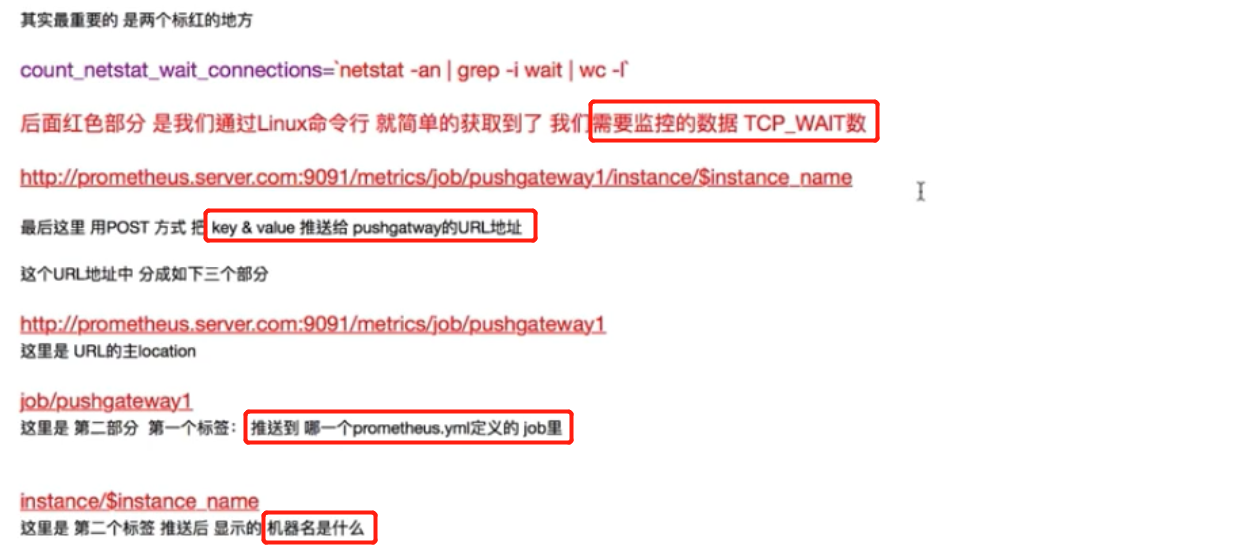 其实最重要的 是两个标红的地方
count_netstat_wait_connections=`netstat -an | grep -i wait | wc -l`
后面红色部分 是我们通过Linux命令行 就简单的获取到了 我们需要监控的数据 TCP_WAIT数
http://prometheus.server.com:9091/metrics/job/pushgateway1/instance/$instance_name
最后这里 用POST 方式 把 key & value 推送给 pushgatway的URL地址
这个URL地址中 分成如下三个部分
http://prometheus.server.com:9091/metrics/job/pushgateway1
这里是 URL的主location
job/pushgateway1
这里是 第二部分 第一个标签： 推送到 哪一个prometheus.yml定义的 job里
instance/$instance_name
这里是 第二个标签 推送后 显示的 机器名是什么